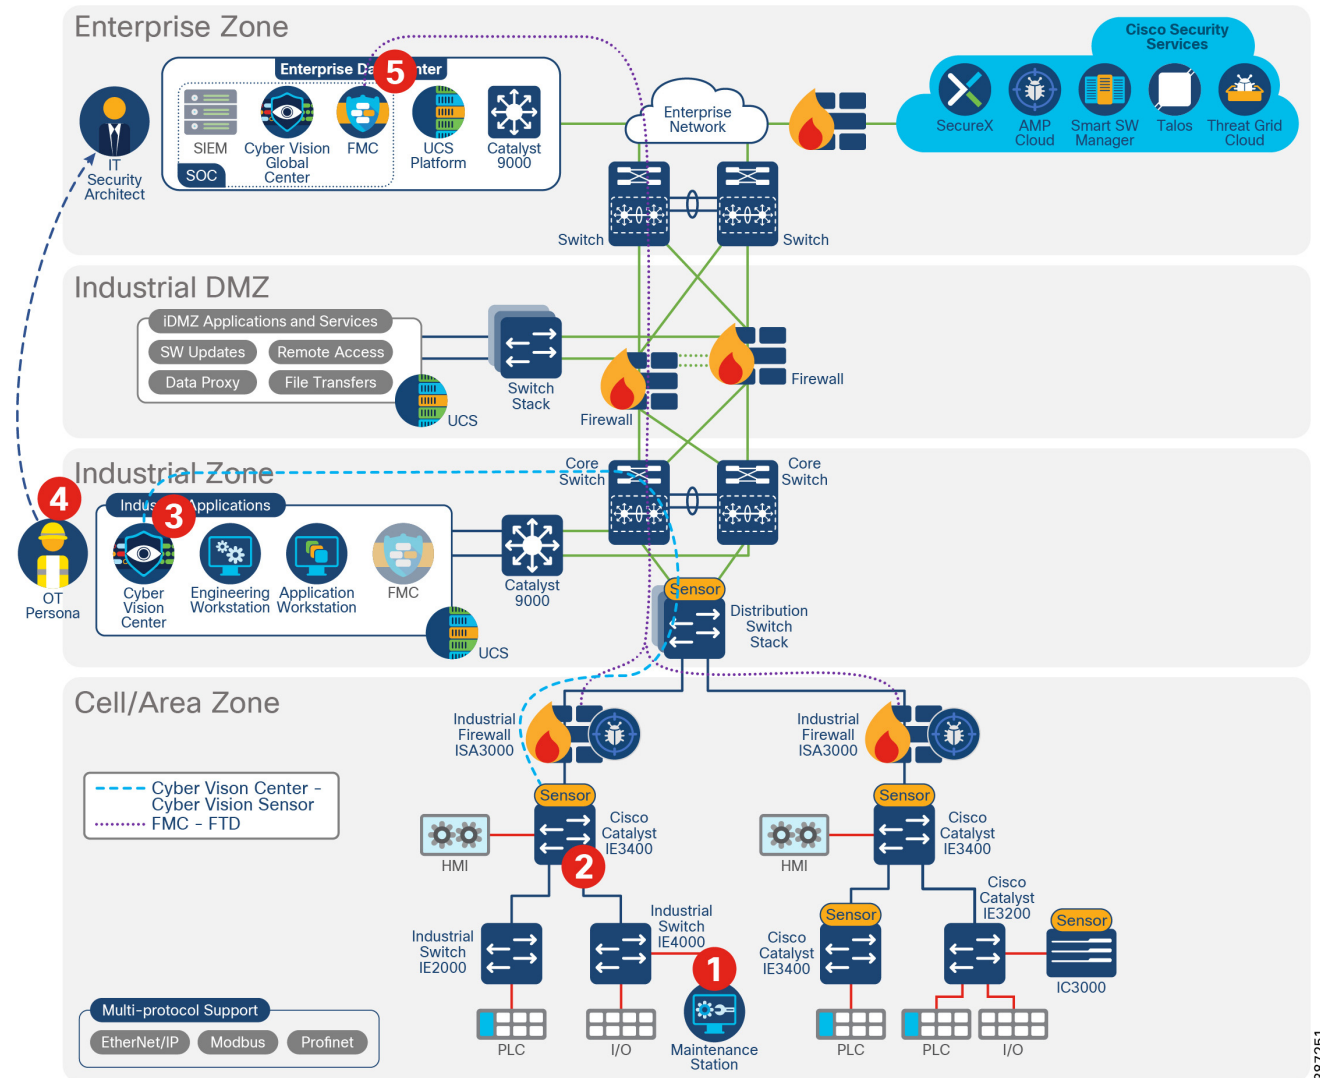 Enterprise Zone
Cisco Security
Services
Enterprise Da
nter
5
Enterprise
Network
SIEM
Cyber Vision
Global
Center
FMC
UCS
Platform
Catalyst
9000
SOC
IT
Security
Architect
SecureX
AMP
Cloud
Smart SW
Manager
Talos
Threat Grid
Cloud
Switch
Switch
Industrial DMZ
iDMZ Applications and Services
SW Updates
Remote Access
Data Proxy
File Transfers
UCS
Switch
Stack
Firewall
Firewall
Industrial Zone
Core
Switch
Core
Switch
4
Indus
Applications
3
OT
Persona
Cyber
Vision
Center
Engineering
Workstation
Application
Workstation
FMC
UCS
Catalyst
9000
Sensor
Distribution
Switch
Stack
Cell/Area Zone
Industrial
Firewall
ISA3000
Industrial
Firewall
ISA3000
Cyber Vison Center –
Cyber Vision Sensor
FMC – FTD
Sensor
Cisco
Catalyst
IE3400
HMI
2
Sensor
Cisco
Catalyst
IE3400
HMI
Industrial
Switch
IE2000
Industrial
Switch
IE4000
1
Sensor
Cisco
Catalyst
IE3400
Cisco
Catalyst
IE3200
Sensor
IC3000
Multi-protocol Support
EtherNet/IP
Modbus
Profinet
PLC
I/O
Maintenance
Station
PLC
PLC
I/O
387251